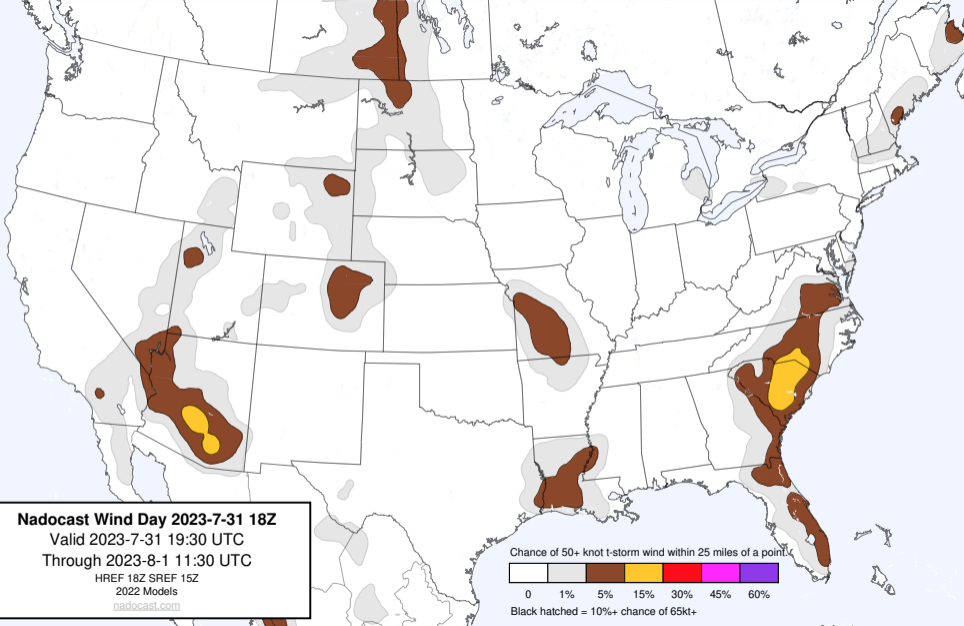 Nadocast Wind Day 2023-7-31 18Z
Valid 2023-7-31 19:30 UTC
Through 2023-8-1 11:30 UTC
HREF 18Z SREF 15Z
2022 Models
nadocast.com
Chance of 50+ knot t-storm wind within 25 miles of a point.
0 1% 5% 15% 30% 45% 60%
Black hatched = 10%+ chance of 65kt+